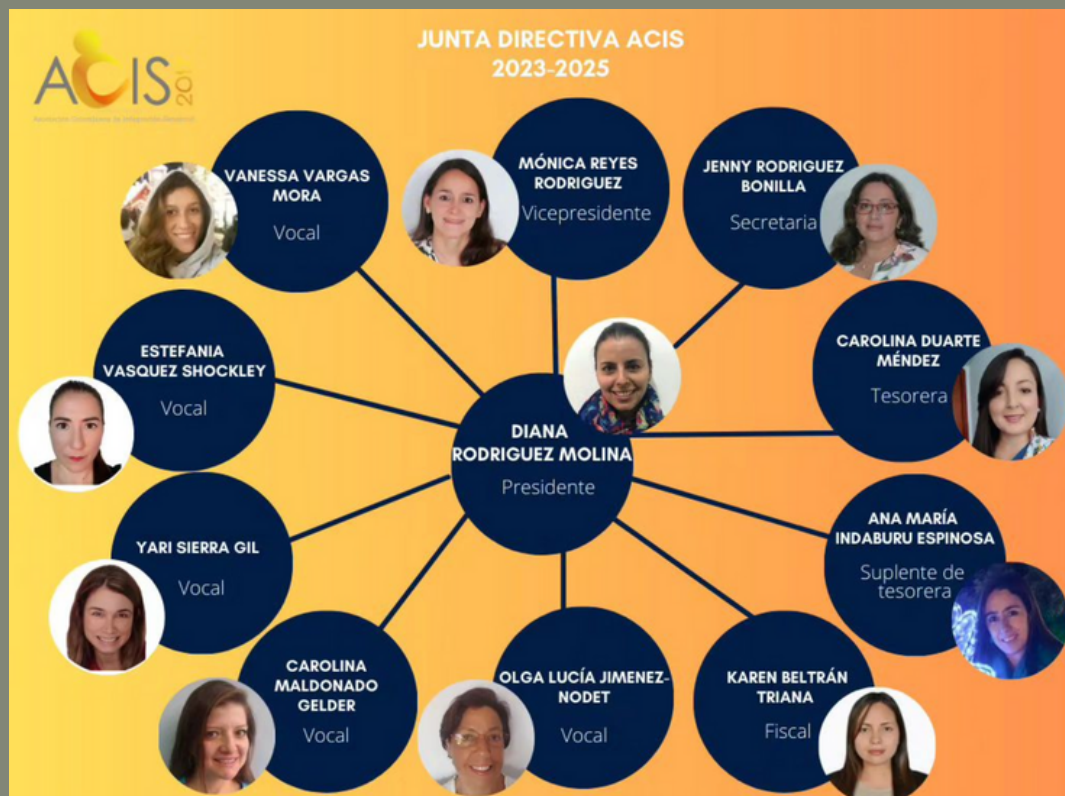 JUNTA DIRECTIVA ACIS
2023-2025
ACIS
201
VANESSA VARGAS
MORA
Vocal
MÓNICA REYES
RODRIGUEZ
Vicepresidente
JENNY RODRIGUEZ
BONILLA
Secretaria
ESTEFANIA
VASQUEZ SHOCKLEY
Vocal
CAROLINA DUARTE
MÉNDEZ
Tesorera
DIANA
RODRIGUEZ MOLINA
Presidente
YARI SIERRA GIL
Vocal
ANA MARÍA
INDABURU ESPINOSA
Suplente de
tesorera
CAROLINA
MALDONADO
GELDER
Vocal
OLGA LUCÍA JIMENEZ-
NODET
Vocal
KAREN BELTRÁN
TRIANA
Fiscal